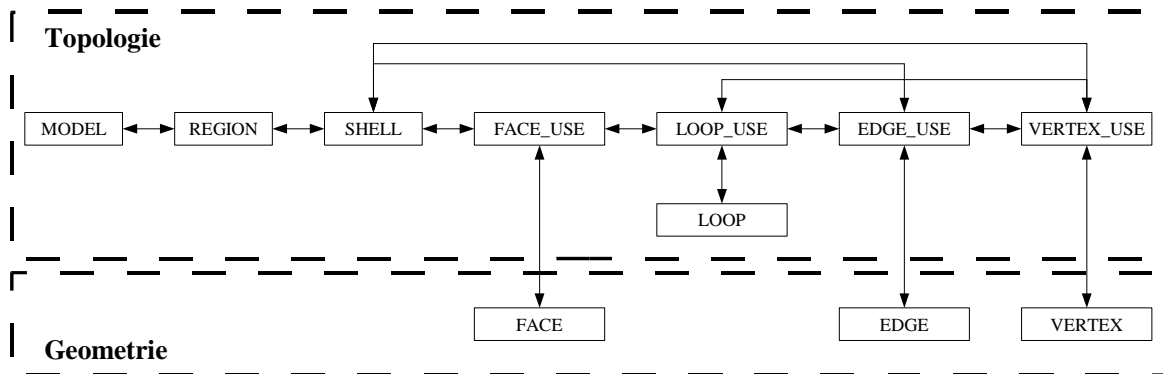 Topologie
MODEL REGION SHELL FACE_USE LOOP_USE EDGE_USE VERTEX_USE
LOOP
FACE EDGE VERTEX
Geometrie